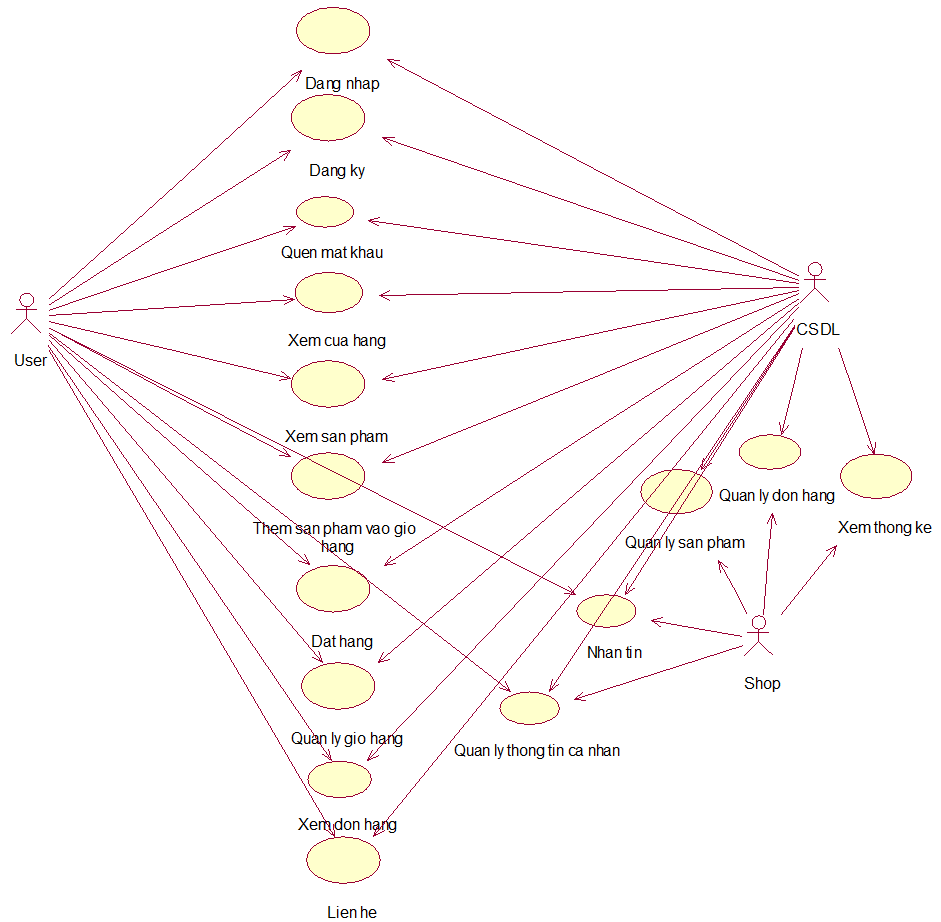 Dang nhap
Dang ky
Quen mat khau
Xem cua hang
CSDL
User
Xem san pham
Quan ly don hang
Them san pham vao gio
hang
Xem thong ke
Quan ly san pham
Dat hang
Nhan tin
Shop
Quan ly gio hang
Quan ly thong tin ca nhan
Xem don hang
Lien he